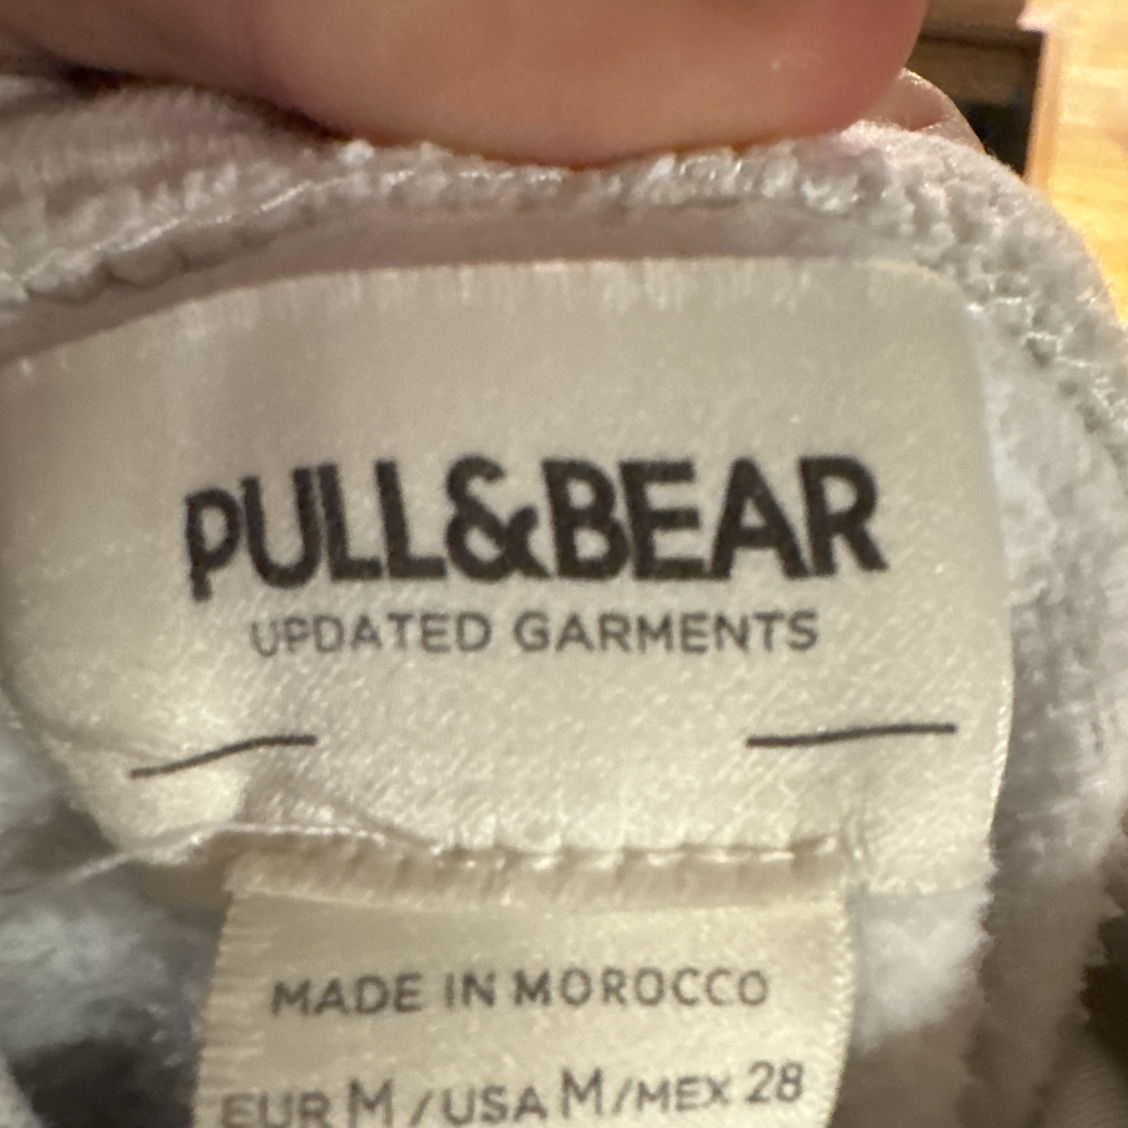 PULL&BEAR
UPDATED GARMENTS
MADE IN MOROCCO
EUR M / USA M / MEX 28